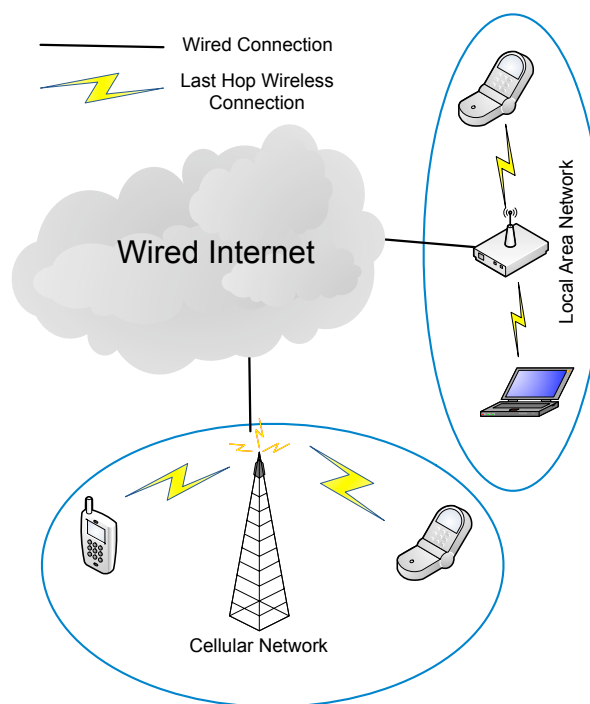 Wired Connection
Last Hop Wireless
Connection
Wired Internet
Local Area Network
Cellular Network